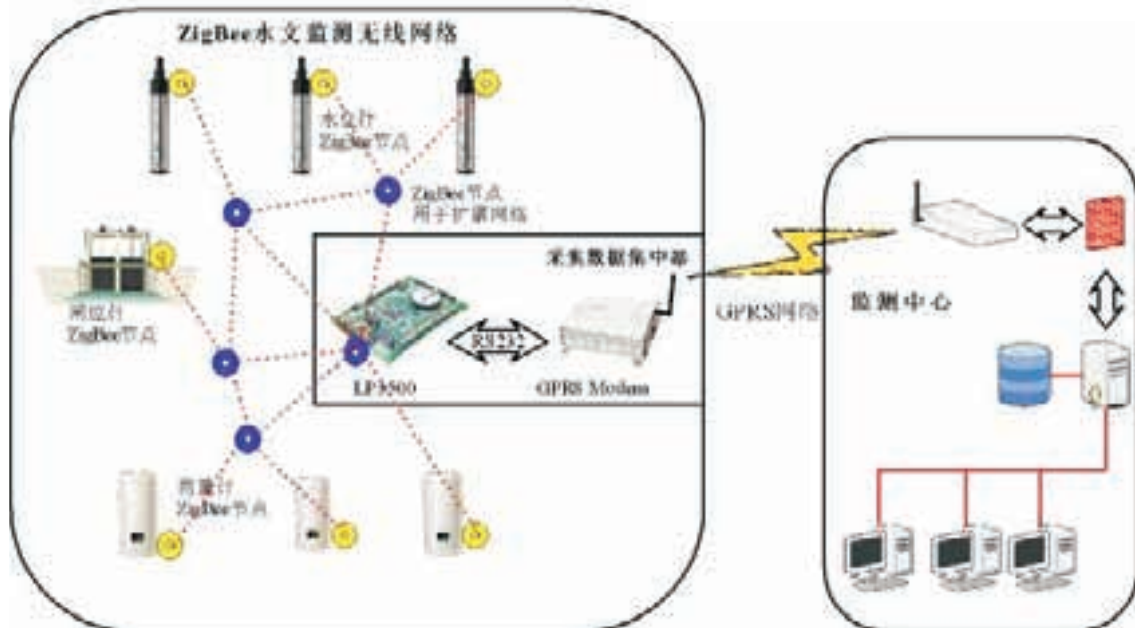 ZigBee水文监测无线网络
水位计
ZigBee节点
ZigBee节点
用于扩展网络
闸位计
ZigBee节点
采集数据集中器
RS232
LP3500
GPRS Modem
GPRS网络
监测中心
雨量计
ZigBee节点